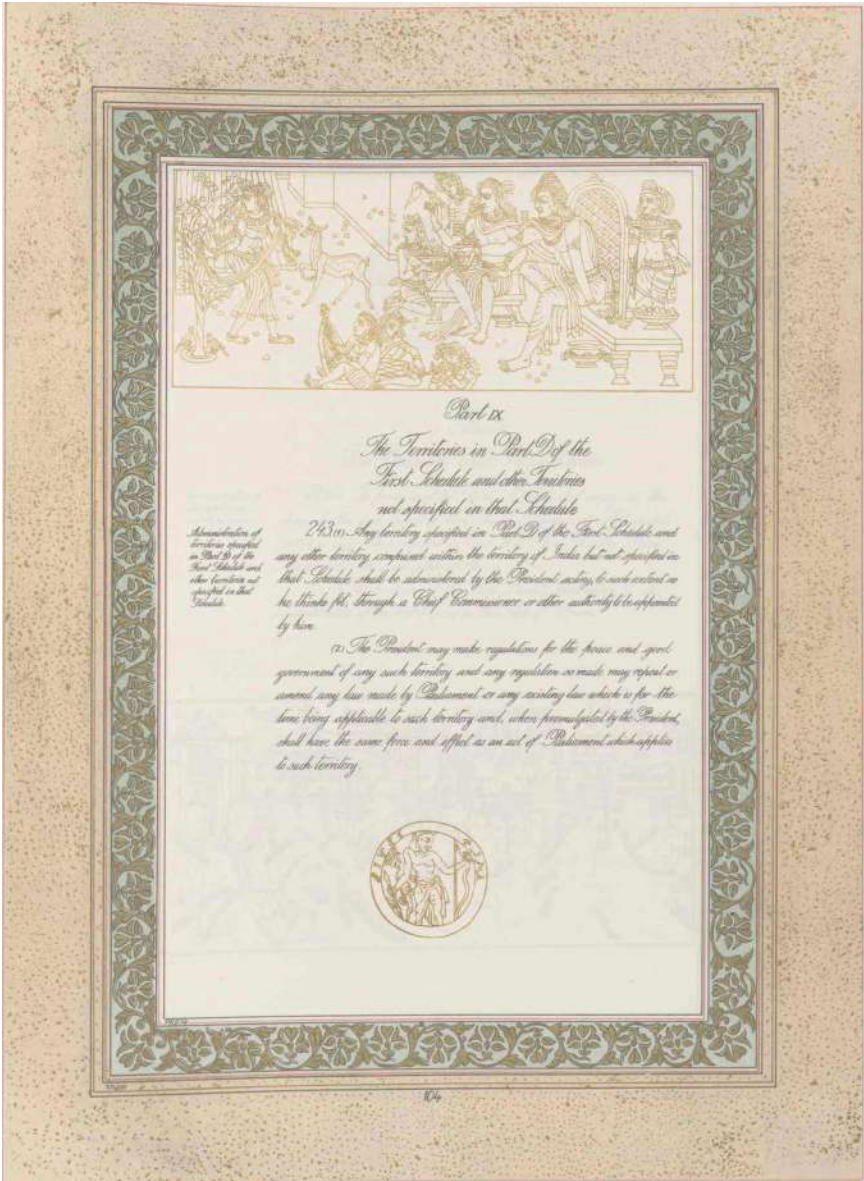 Part IX
The Territories in Part D of the
First Schedule and other Territories
not specified in that Schedule
Administration of
territories specified
in Part D of the
First Schedule and
other territories not
specified in that
Schedule.
243.(1) Any territory specified in Part D of the First Schedule and
any other territory comprised within the territory of India but not specified in
that Schedule shall be administered by the President acting, to such extent as
he thinks fit, through a Chief Commissioner or other authority to be appointed
by him.
(2) The President may make regulations for the peace and good
government of any such territory and any regulation so made may repeal or
amend any law made by Parliament or any existing law which is for the
time being applicable to such territory and, when promulgated by the President,
shall have the same force and effect as an act of Parliament which applies
to such territory.
104